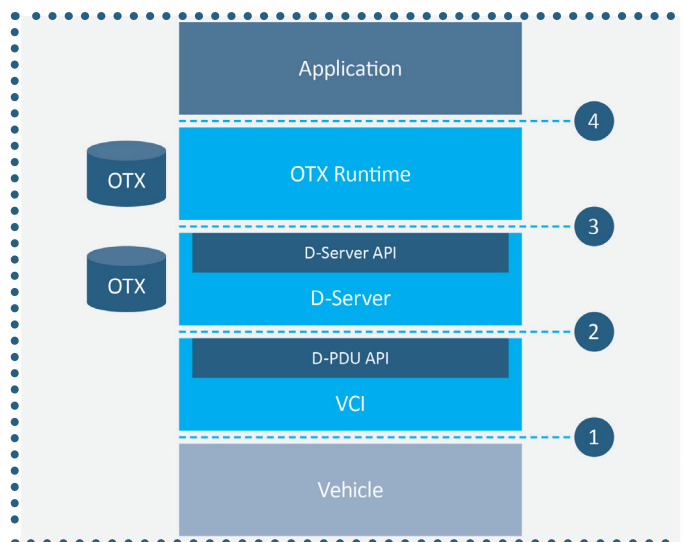 Application
4
OTX
OTX Runtime
3
D-Server API
OTX
D-Server
2
D-PDU API
VCI
1
Vehicle